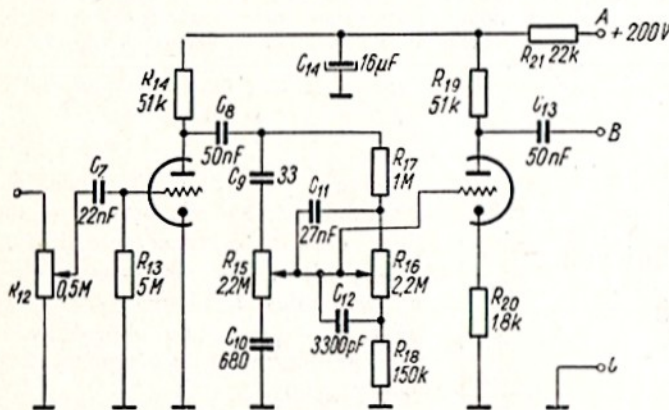 A
+ 200V
R21 22k
C14 16µF
R14
51k
R19
51k
C8
50nF
C13
50nF
B
C7
22nF
C9 33
C11
27nF
R17
1M
R12 0,5M
R13
5M
R15
2,2M
R16
2,2M
C12
3300pF
C10
680
R18
150k
R20
1,8k